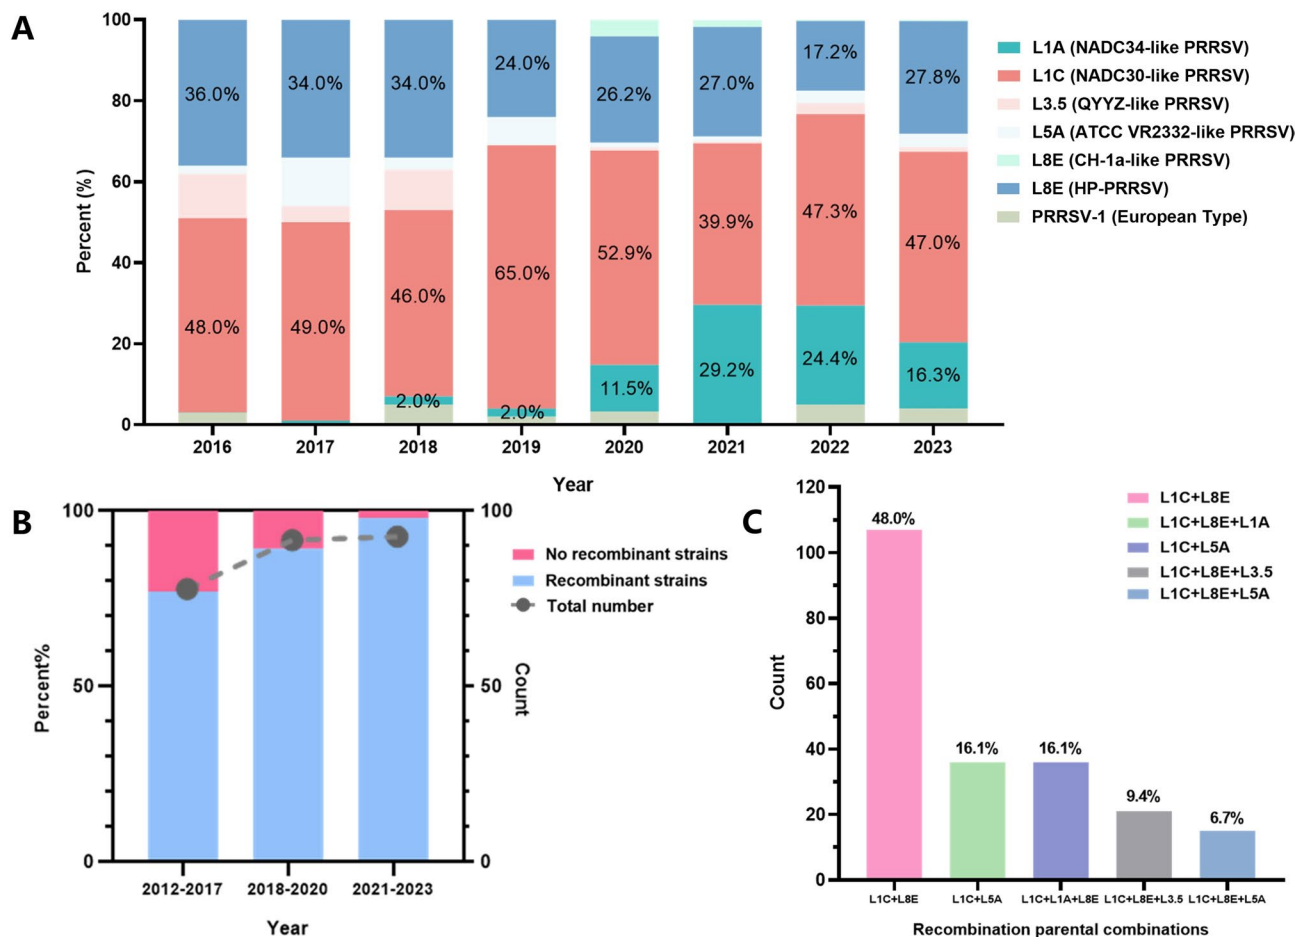 A
Percent (%)
100
80
60
40
20
0
36.0%
34.0%
34.0%
24.0%
26.2%
27.0%
17.2%
27.8%
48.0%
49.0%
46.0%
65.0%
52.9%
39.9%
47.3%
47.0%
2.0%
2.0%
11.5%
29.2%
24.4%
16.3%
2016
2017
2018
2019
2020
2021
2022
2023
Year
L1A (NADC34-like PRRSV)
L1C (NADC30-like PRRSV)
L3.5 (QYYZ-like PRRSV)
L5A (ATCC VR2332-like PRRSV)
L8E (CH-1a-like PRRSV)
L8E (HP-PRRSV)
PRRSV-1 (European Type)
B
Percent%
100
50
0
100
50
0
Count
2012-2017
2018-2020
2021-2023
Year
No recombinant strains
Recombinant strains
Total number
C
Count
120
100
80
60
40
20
0
48.0%
16.1%
16.1%
9.4%
6.7%
L1C+L8E
L1C+L5A
L1C+L1A+L8E
L1C+L8E+L3.5
L1C+L8E+L5A
Recombination parental combinations
L1C+L8E
L1C+L8E+L1A
L1C+L5A
L1C+L8E+L3.5
L1C+L8E+L5A